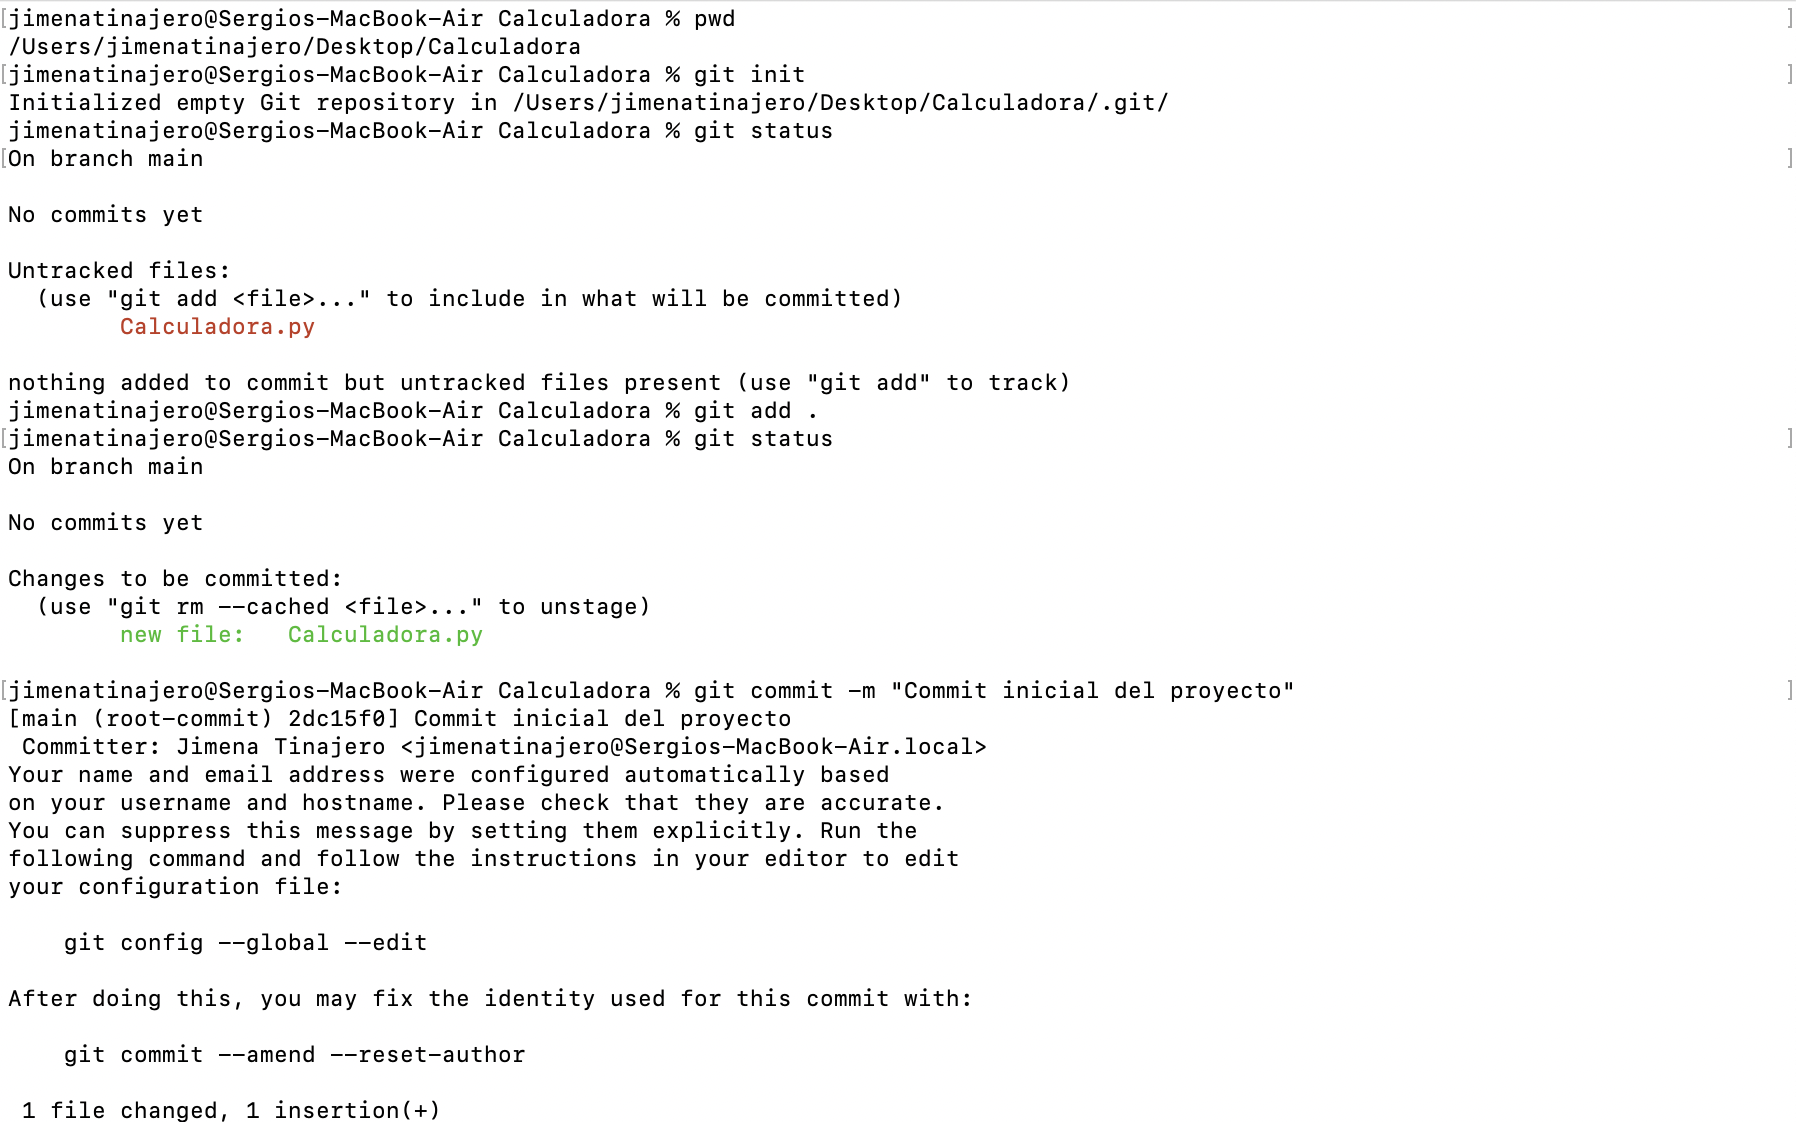 [jimenatinajero@Sergios-MacBook-Air Calculadora % pwd ]
/Users/jimenatinajero/Desktop/Calculadora
[jimenatinajero@Sergios-MacBook-Air Calculadora % git init ]
Initialized empty Git repository in /Users/jimenatinajero/Desktop/Calculadora/.git/
jimenatinajero@Sergios-MacBook-Air Calculadora % git status
[On branch main ]
No commits yet
Untracked files:
(use "git add <file>..." to include in what will be committed)
Calculadora.py
nothing added to commit but untracked files present (use "git add" to track)
jimenatinajero@Sergios-MacBook-Air Calculadora % git add .
[jimenatinajero@Sergios-MacBook-Air Calculadora % git status ]
On branch main
No commits yet
Changes to be committed:
(use "git rm --cached <file>..." to unstage)
new file:   Calculadora.py
[jimenatinajero@Sergios-MacBook-Air Calculadora % git commit -m "Commit inicial del proyecto" ]
[main (root-commit) 2dc15f0] Commit inicial del proyecto
Committer: Jimena Tinajero <jimenatinajero@Sergios-MacBook-Air.local>
Your name and email address were configured automatically based
on your username and hostname. Please check that they are accurate.
You can suppress this message by setting them explicitly. Run the
following command and follow the instructions in your editor to edit
your configuration file:
git config --global --edit
After doing this, you may fix the identity used for this commit with:
git commit --amend --reset-author
1 file changed, 1 insertion(+)